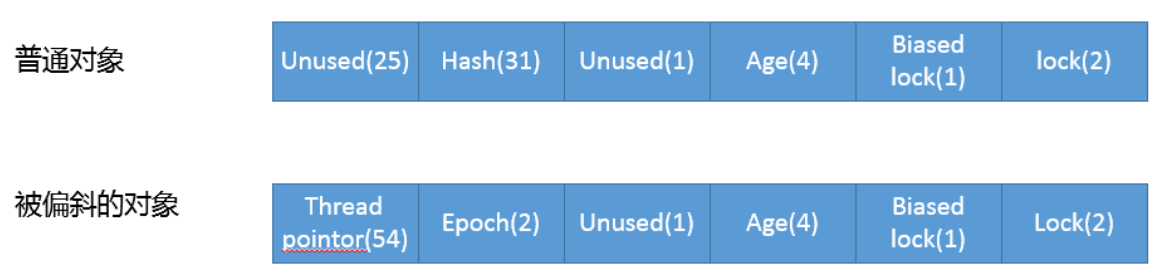 普通对象
Unused(25) Hash(31) Unused(1) Age(4) Biased lock(1) lock(2)
被偏斜的对象
Thread pointor(54) Epoch(2) Unused(1) Age(4) Biased lock(1) Lock(2)